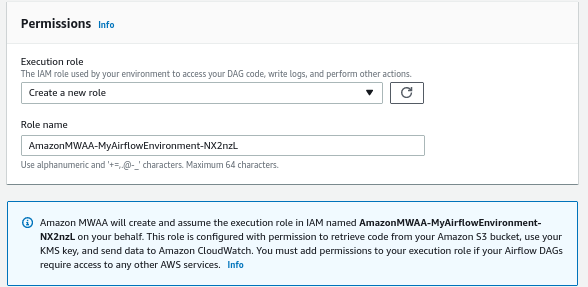 Permissions Info
Execution role
The IAM role used by your environment to access your DAG code, write logs, and perform other actions.
Create a new role
Role name
AmazonMWAA-MyAirflowEnvironment-NX2nzL
Use alphanumeric and '+=,.@-_' characters. Maximum 64 characters.
Amazon MWAA will create and assume the execution role in IAM named AmazonMWAA-MyAirflowEnvironment-
NX2nzL on your behalf. This role is configured with permission to retrieve code from your Amazon S3 bucket, use your
KMS key, and send data to Amazon CloudWatch. You must add permissions to your execution role if your Airflow DAGs
require access to any other AWS services. Info